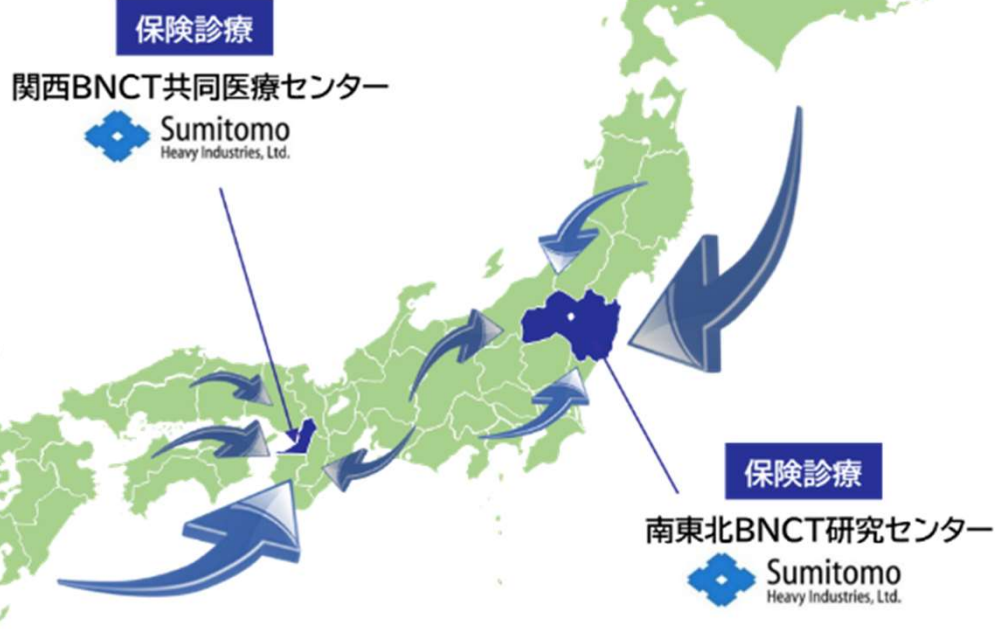 保険診療
関西BNCT共同医療センター
Sumitomo
Heavy Industries, Ltd.
保険診療
南東北BNCT研究センター
Sumitomo
Heavy Industries, Ltd.